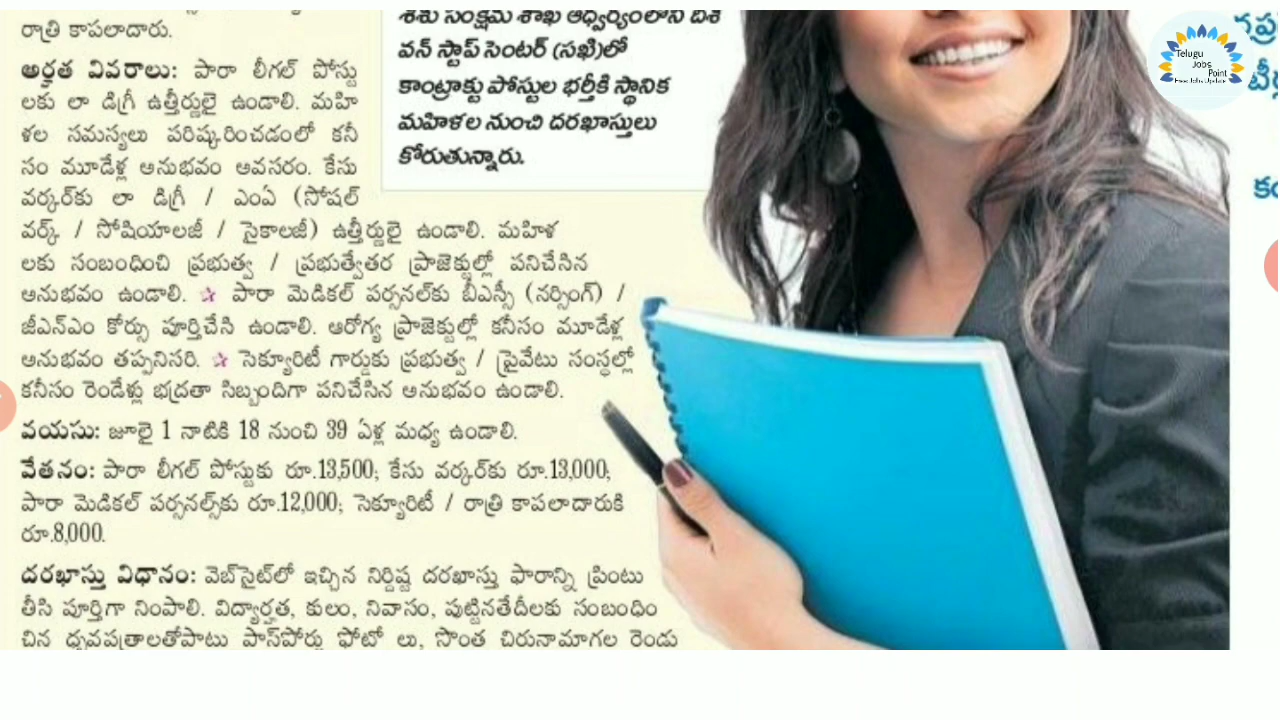 రాత్రి కాపలాదారు.
అర్హత వివరాలు: పారా లీగల్ పోస్టు
లకు లా డిగ్రీ ఉత్తీర్ణులై ఉండాలి. మహి
ళల సమస్యలు పరిష్కరించడంలో కనీ
సం మూడేళ్ల అనుభవం అవసరం. కేసు
వర్కర్‌కు లా డిగ్రీ / ఎంఏ (సోషల్
వర్క్ / సోషియాలజీ / సైకాలజీ) ఉత్తీర్ణులై ఉండాలి. మహిళ
లకు సంబంధించి ప్రభుత్వ / ప్రభుత్వేతర ప్రాజెక్టుల్లో పనిచేసిన
అనుభవం ఉండాలి. ✰ పారా మెడికల్ పర్సనల్‌కు బీఎస్సీ (నర్సింగ్) /
జీఎన్ఎం కోర్సు పూర్తిచేసి ఉండాలి. ఆరోగ్య ప్రాజెక్టుల్లో కనీసం మూడేళ్ల
అనుభవం తప్పనిసరి. ✰ సెక్యూరిటీ గార్డుకు ప్రభుత్వ / ప్రైవేటు సంస్థల్లో
కనీసం రెండేళ్లు భద్రతా సిబ్బందిగా పనిచేసిన అనుభవం ఉండాలి.
వయసు: జూలై 1 నాటికి 18 నుంచి 39 ఏళ్ల మధ్య ఉండాలి.
వేతనం: పారా లీగల్ పోస్టుకు రూ.13,500; కేసు వర్కర్‌కు రూ.13,000;
పారా మెడికల్ పర్సనల్స్‌కు రూ.12,000; సెక్యూరిటీ / రాత్రి కాపలాదారుకి
రూ.8,000.
దరఖాస్తు విధానం: వెబ్‌సైట్‌లో ఇచ్చిన నిర్దిష్ట దరఖాస్తు ఫారాన్ని ప్రింటు
తీసి పూర్తిగా నింపాలి. విద్యార్హత, కులం, నివాసం, పుట్టినతేదీలకు సంబంధిం
చిన ధృవపత్రాలతోపాటు పాస్‌పోర్టు ఫోటో లు, సొంత చిరునామాగల రెండు
శిశు సంక్షేమ శాఖ ఆధ్వర్యంలోని దిశ
వన్ స్టాప్ సెంటర్ (సఖి)లో
కాంట్రాక్టు పోస్టుల భర్తీకి స్థానిక
మహిళల నుంచి దరఖాస్తులు
కోరుతున్నారు.
Telugu
Jobs
Point
Free Jobs Update